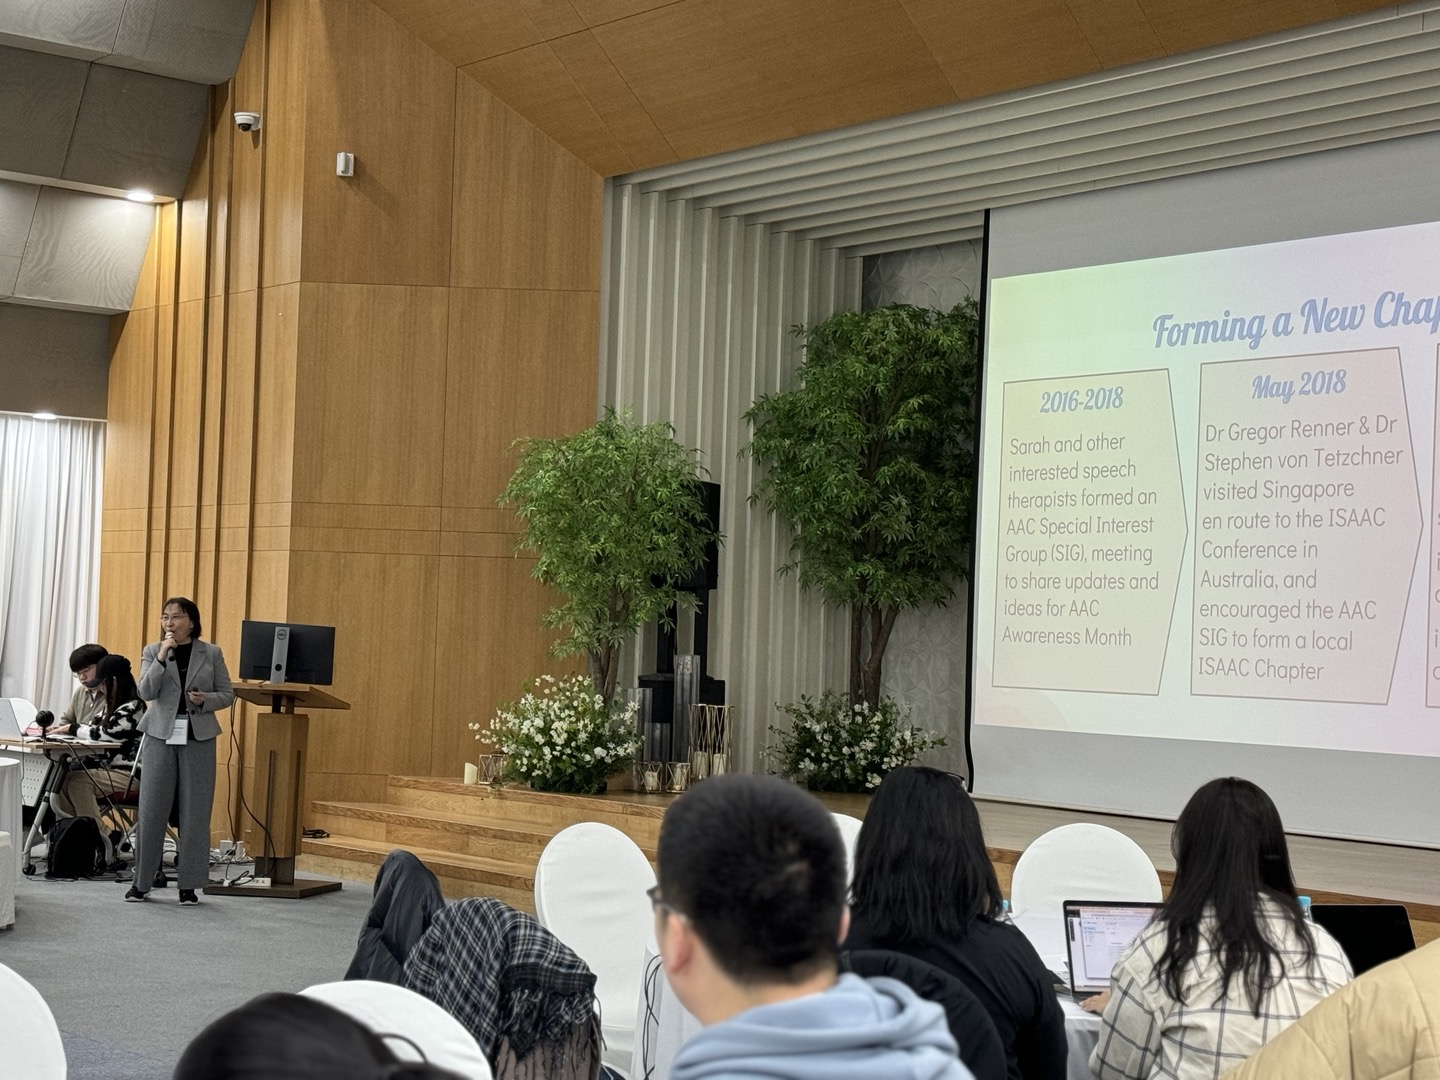 Forming a New Chap
2016-2018
Sarah and other
interested speech
therapists formed an
AAC Special Interest
Group (SIG), meeting
to share updates and
ideas for AAC
Awareness Month
May 2018
Dr Gregor Renner & Dr
Stephen von Tetzchner
visited Singapore
en route to the ISAAC
Conference in
Australia, and
encouraged the AAC
SIG to form a local
ISAAC Chapter